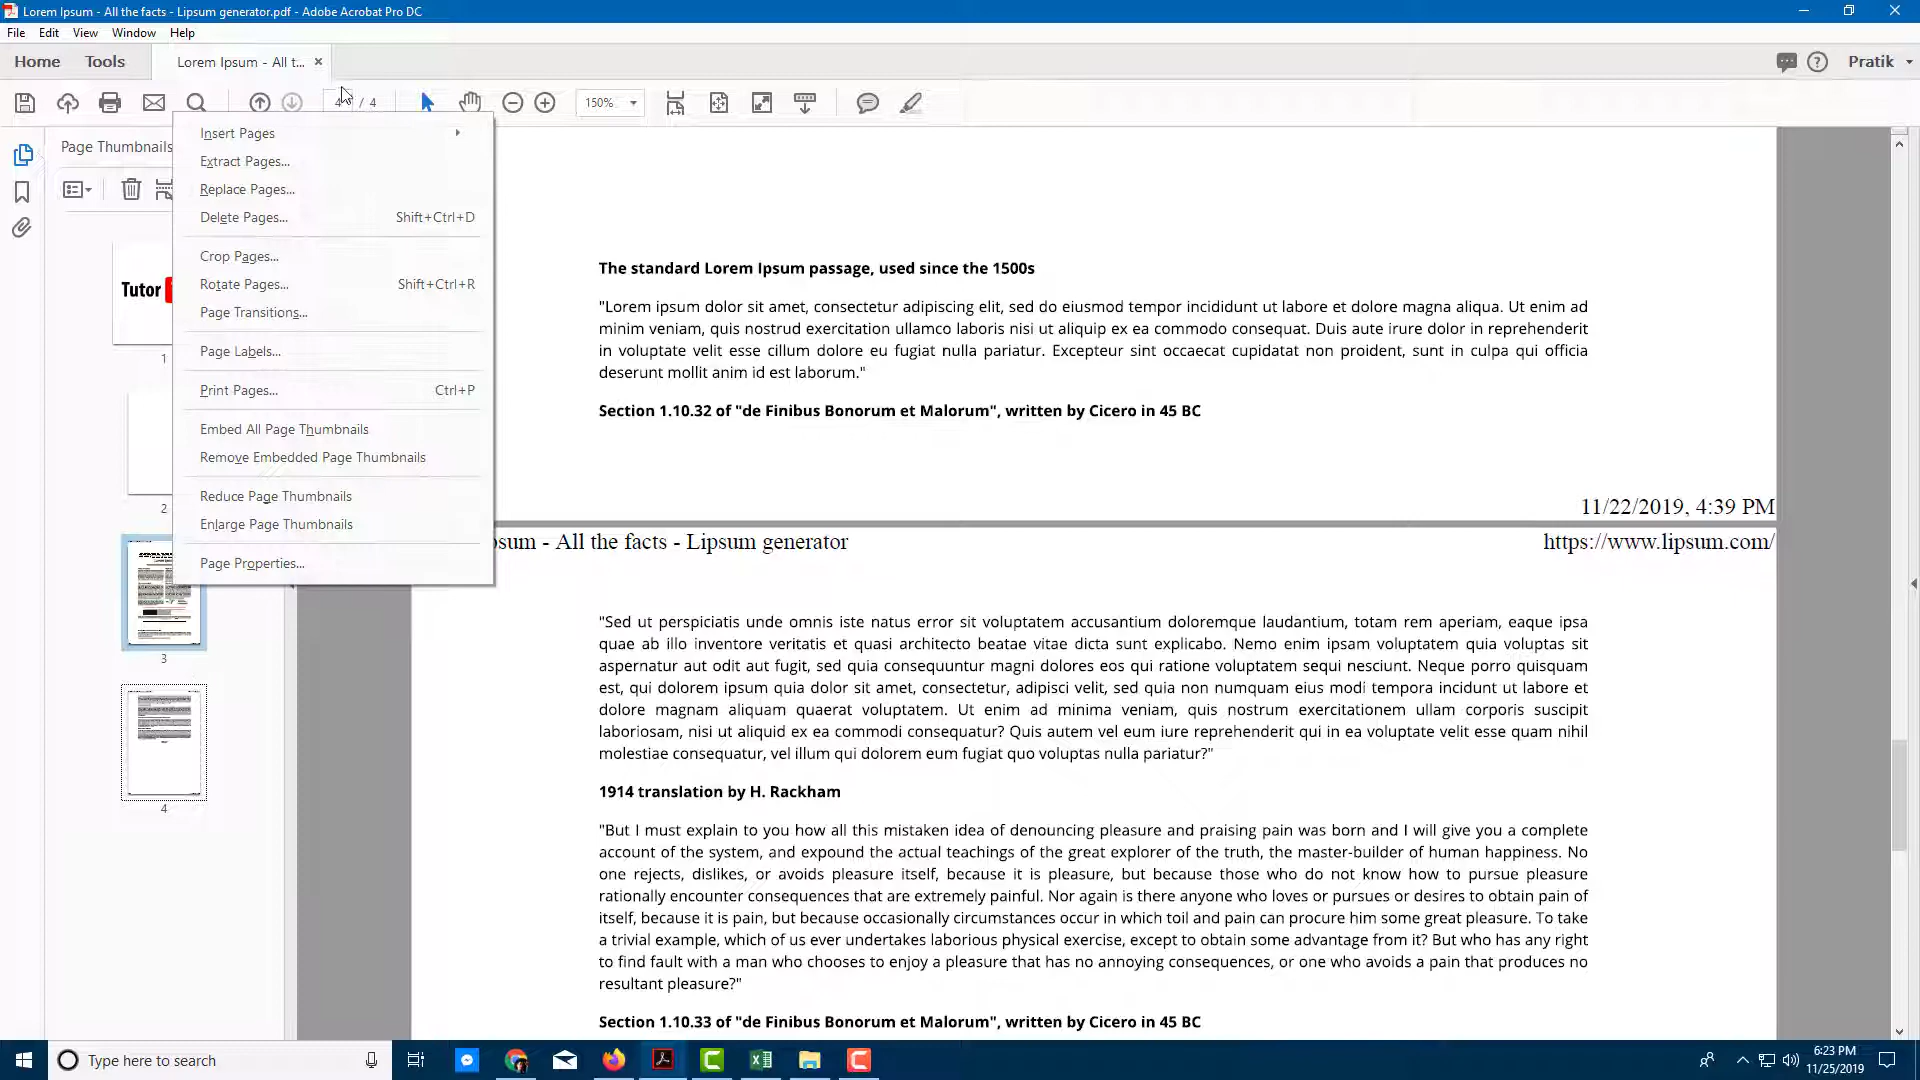 Lorem Ipsum - All the facts - Lipsum generator.pdf - Adobe Acrobat Pro DC
File Edit View Window Help
Home Tools Lorem Ipsum - All t... × Pratik
4 / 4 150%
Page Thumbnails
Insert Pages
Extract Pages...
Replace Pages...
Delete Pages... Shift+Ctrl+D
Crop Pages...
Rotate Pages... Shift+Ctrl+R
Page Transitions...
Page Labels...
Print Pages... Ctrl+P
Embed All Page Thumbnails
Remove Embedded Page Thumbnails
Reduce Page Thumbnails
Enlarge Page Thumbnails
Page Properties...
Tutor
1
2
3
4
The standard Lorem Ipsum passage, used since the 1500s
"Lorem ipsum dolor sit amet, consectetur adipiscing elit, sed do eiusmod tempor incididunt ut labore et dolore magna aliqua. Ut enim ad
minim veniam, quis nostrud exercitation ullamco laboris nisi ut aliquip ex ea commodo consequat. Duis aute irure dolor in reprehenderit
in voluptate velit esse cillum dolore eu fugiat nulla pariatur. Excepteur sint occaecat cupidatat non proident, sunt in culpa qui officia
deserunt mollit anim id est laborum."
Section 1.10.32 of "de Finibus Bonorum et Malorum", written by Cicero in 45 BC
11/22/2019, 4:39 PM
sum - All the facts - Lipsum generator https://www.lipsum.com/
"Sed ut perspiciatis unde omnis iste natus error sit voluptatem accusantium doloremque laudantium, totam rem aperiam, eaque ipsa
quae ab illo inventore veritatis et quasi architecto beatae vitae dicta sunt explicabo. Nemo enim ipsam voluptatem quia voluptas sit
aspernatur aut odit aut fugit, sed quia consequuntur magni dolores eos qui ratione voluptatem sequi nesciunt. Neque porro quisquam
est, qui dolorem ipsum quia dolor sit amet, consectetur, adipisci velit, sed quia non numquam eius modi tempora incidunt ut labore et
dolore magnam aliquam quaerat voluptatem. Ut enim ad minima veniam, quis nostrum exercitationem ullam corporis suscipit
laboriosam, nisi ut aliquid ex ea commodi consequatur? Quis autem vel eum iure reprehenderit qui in ea voluptate velit esse quam nihil
molestiae consequatur, vel illum qui dolorem eum fugiat quo voluptas nulla pariatur?"
1914 translation by H. Rackham
"But I must explain to you how all this mistaken idea of denouncing pleasure and praising pain was born and I will give you a complete
account of the system, and expound the actual teachings of the great explorer of the truth, the master-builder of human happiness. No
one rejects, dislikes, or avoids pleasure itself, because it is pleasure, but because those who do not know how to pursue pleasure
rationally encounter consequences that are extremely painful. Nor again is there anyone who loves or pursues or desires to obtain pain of
itself, because it is pain, but because occasionally circumstances occur in which toil and pain can procure him some great pleasure. To take
a trivial example, which of us ever undertakes laborious physical exercise, except to obtain some advantage from it? But who has any right
to find fault with a man who chooses to enjoy a pleasure that has no annoying consequences, or one who avoids a pain that produces no
resultant pleasure?"
Section 1.10.33 of "de Finibus Bonorum et Malorum", written by Cicero in 45 BC
Type here to search
6:23 PM
11/25/2019